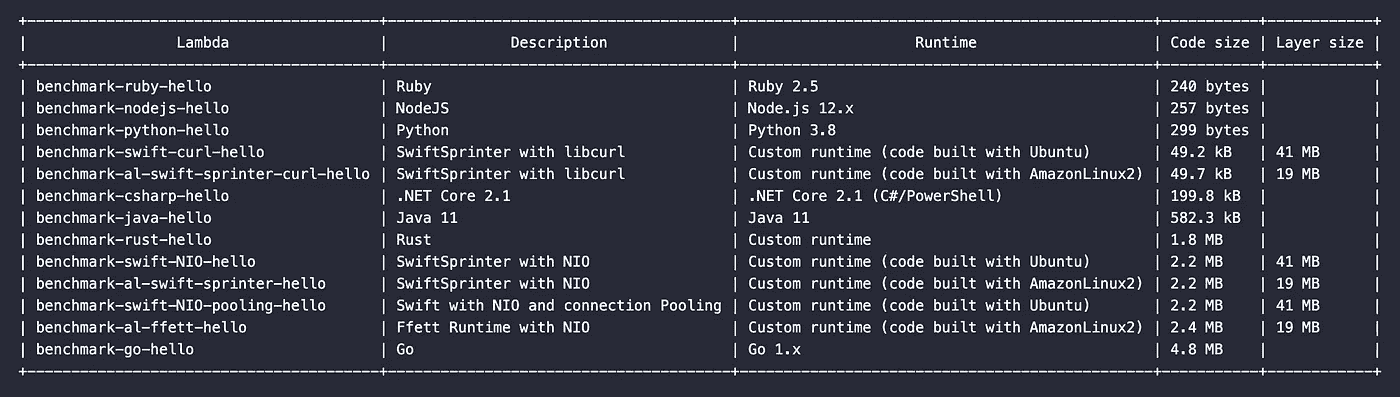 Lambda Description Runtime Code size Layer size
benchmark-ruby-hello Ruby Ruby 2.5 240 bytes
benchmark-nodejs-hello NodeJS Node.js 12.x 257 bytes
benchmark-python-hello Python Python 3.8 299 bytes
benchmark-swift-curl-hello SwiftSprinter with libcurl Custom runtime (code built with Ubuntu) 49.2 kB 41 MB
benchmark-al-swift-sprinter-curl-hello SwiftSprinter with libcurl Custom runtime (code built with AmazonLinux2) 49.7 kB 19 MB
benchmark-csharp-hello .NET Core 2.1 .NET Core 2.1 (C#/PowerShell) 199.8 kB
benchmark-java-hello Java 11 Java 11 582.3 kB
benchmark-rust-hello Rust Custom runtime 1.8 MB
benchmark-swift-NIO-hello SwiftSprinter with NIO Custom runtime (code built with Ubuntu) 2.2 MB 41 MB
benchmark-al-swift-sprinter-hello SwiftSprinter with NIO Custom runtime (code built with AmazonLinux2) 2.2 MB 19 MB
benchmark-swift-NIO-pooling-hello Swift with NIO and connection Pooling Custom runtime (code built with Ubuntu) 2.2 MB 41 MB
benchmark-al-ffett-hello Ffett Runtime with NIO Custom runtime (code built with AmazonLinux2) 2.4 MB 19 MB
benchmark-go-hello Go Go 1.x 4.8 MB